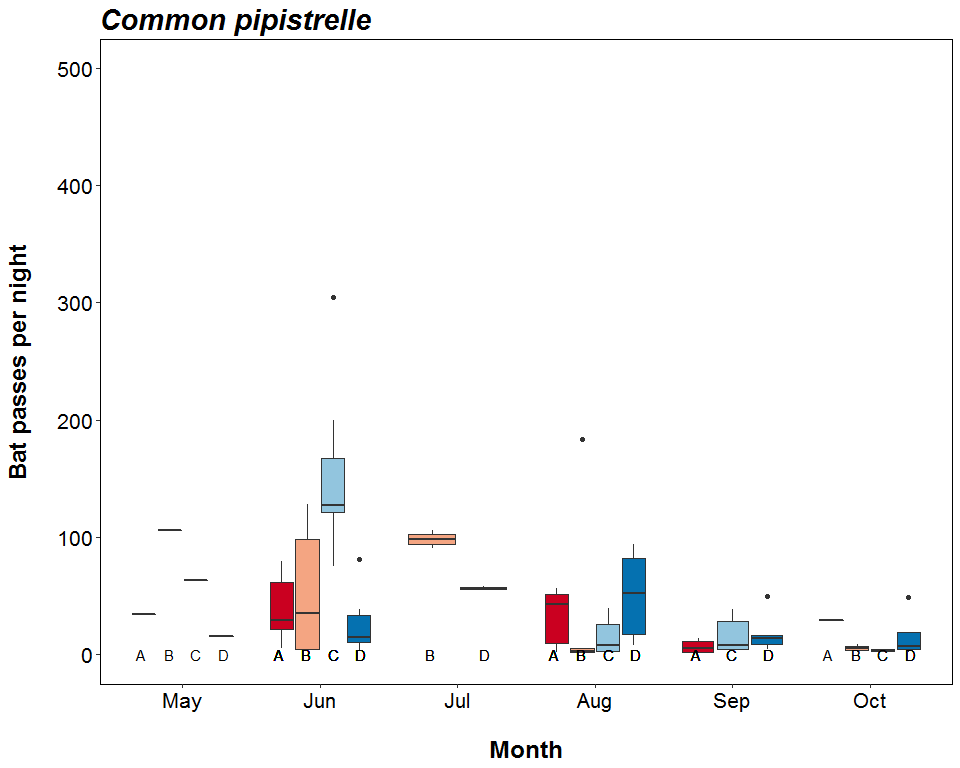 Common pipistrelle
500
400
300
200
100
0
Bat passes per night
A B C D A B C D B D A B C D A C D A B C D
May Jun Jul Aug Sep Oct
Month